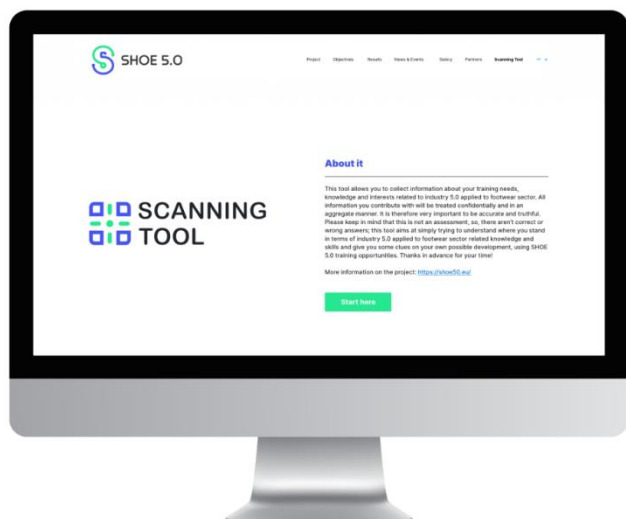 SHOE 5.0
Project Objectives Results News & Events Gallery Partners Scanning Tool
SCANNING
TOOL
About it
This tool allows you to collect information about your training needs,
knowledge and interests related to industry 5.0 applied to footwear sector. All
information you contribute with will be treated confidentially and in an
aggregate manner. It is therefore very important to be accurate and truthful.
Please keep in mind that this is not an assessment, so, there aren't correct or
wrong answers; this tool aims at simply trying to understand where you stand
in terms of industry 5.0 applied to footwear sector related knowledge and
skills and give you some clues on your own possible development, using SHOE
5.0 training opportunities. Thanks in advance for your time!
More information on the project: https://shoe50.eu/
Start here